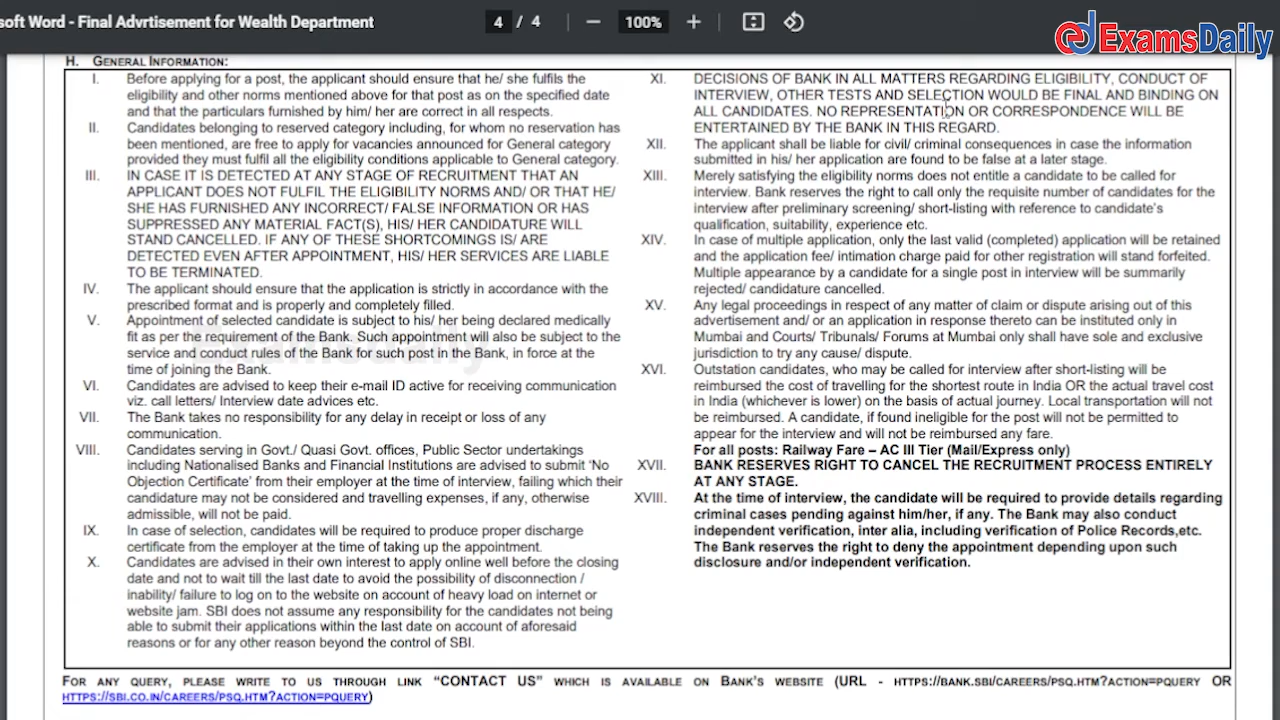 soft Word - Final Advrtisement for Wealth Department
4 / 4
100%
ExamsDaily
H. GENERAL INFORMATION:
I. Before applying for a post, the applicant should ensure that he/ she fulfils the
eligibility and other norms mentioned above for that post as on the specified date
and that the particulars furnished by him/ her are correct in all respects.
II. Candidates belonging to reserved category including, for whom no reservation has
been mentioned, are free to apply for vacancies announced for General category
provided they must fulfil all the eligibility conditions applicable to General category.
III. IN CASE IT IS DETECTED AT ANY STAGE OF RECRUITMENT THAT AN
APPLICANT DOES NOT FULFIL THE ELIGIBILITY NORMS AND/ OR THAT HE/
SHE HAS FURNISHED ANY INCORRECT/ FALSE INFORMATION OR HAS
SUPPRESSED ANY MATERIAL FACT(S), HIS/ HER CANDIDATURE WILL
STAND CANCELLED. IF ANY OF THESE SHORTCOMINGS IS/ ARE
DETECTED EVEN AFTER APPOINTMENT, HIS/ HER SERVICES ARE LIABLE
TO BE TERMINATED.
IV. The applicant should ensure that the application is strictly in accordance with the
prescribed format and is properly and completely filled.
V. Appointment of selected candidate is subject to his/ her being declared medically
fit as per the requirement of the Bank. Such appointment will also be subject to the
service and conduct rules of the Bank for such post in the Bank, in force at the
time of joining the Bank.
VI. Candidates are advised to keep their e-mail ID active for receiving communication
viz. call letters/ Interview date advices etc.
VII. The Bank takes no responsibility for any delay in receipt or loss of any
communication.
VIII. Candidates serving in Govt./ Quasi Govt. offices, Public Sector undertakings
including Nationalised Banks and Financial Institutions are advised to submit 'No
Objection Certificate' from their employer at the time of interview, failing which their
candidature may not be considered and travelling expenses, if any, otherwise
admissible, will not be paid.
IX. In case of selection, candidates will be required to produce proper discharge
certificate from the employer at the time of taking up the appointment.
X. Candidates are advised in their own interest to apply online well before the closing
date and not to wait till the last date to avoid the possibility of disconnection /
inability/ failure to log on to the website on account of heavy load on internet or
website jam. SBI does not assume any responsibility for the candidates not being
able to submit their applications within the last date on account of aforesaid
reasons or for any other reason beyond the control of SBI.
XI. DECISIONS OF BANK IN ALL MATTERS REGARDING ELIGIBILITY, CONDUCT OF
INTERVIEW, OTHER TESTS AND SELECTION WOULD BE FINAL AND BINDING ON
ALL CANDIDATES. NO REPRESENTATION OR CORRESPONDENCE WILL BE
ENTERTAINED BY THE BANK IN THIS REGARD.
XII. The applicant shall be liable for civil/ criminal consequences in case the information
submitted in his/ her application are found to be false at a later stage.
XIII. Merely satisfying the eligibility norms does not entitle a candidate to be called for
interview. Bank reserves the right to call only the requisite number of candidates for the
interview after preliminary screening/ short-listing with reference to candidate's
qualification, suitability, experience etc.
XIV. In case of multiple application, only the last valid (completed) application will be retained
and the application fee/ intimation charge paid for other registration will stand forfeited.
Multiple appearance by a candidate for a single post in interview will be summarily
rejected/ candidature cancelled.
XV. Any legal proceedings in respect of any matter of claim or dispute arising out of this
advertisement and/ or an application in response thereto can be instituted only in
Mumbai and Courts/ Tribunals/ Forums at Mumbai only shall have sole and exclusive
jurisdiction to try any cause/ dispute.
XVI. Outstation candidates, who may be called for interview after short-listing will be
reimbursed the cost of travelling for the shortest route in India OR the actual travel cost
in India (whichever is lower) on the basis of actual journey. Local transportation will not
be reimbursed. A candidate, if found ineligible for the post will not be permitted to
appear for the interview and will not be reimbursed any fare.
For all posts: Railway Fare – AC III Tier (Mail/Express only)
XVII. BANK RESERVES RIGHT TO CANCEL THE RECRUITMENT PROCESS ENTIRELY
AT ANY STAGE.
XVIII. At the time of interview, the candidate will be required to provide details regarding
criminal cases pending against him/her, if any. The Bank may also conduct
independent verification, inter alia, including verification of Police Records,etc.
The Bank reserves the right to deny the appointment depending upon such
disclosure and/or independent verification.
FOR ANY QUERY, PLEASE WRITE TO US THROUGH LINK "CONTACT US" WHICH IS AVAILABLE ON BANK'S WEBSITE (URL - HTTPS://BANK.SBI/CAREERS/PSQ.HTM?ACTION=PQUERY OR
HTTPS://SBI.CO.IN/CAREERS/PSQ.HTM?ACTION=PQUERY)